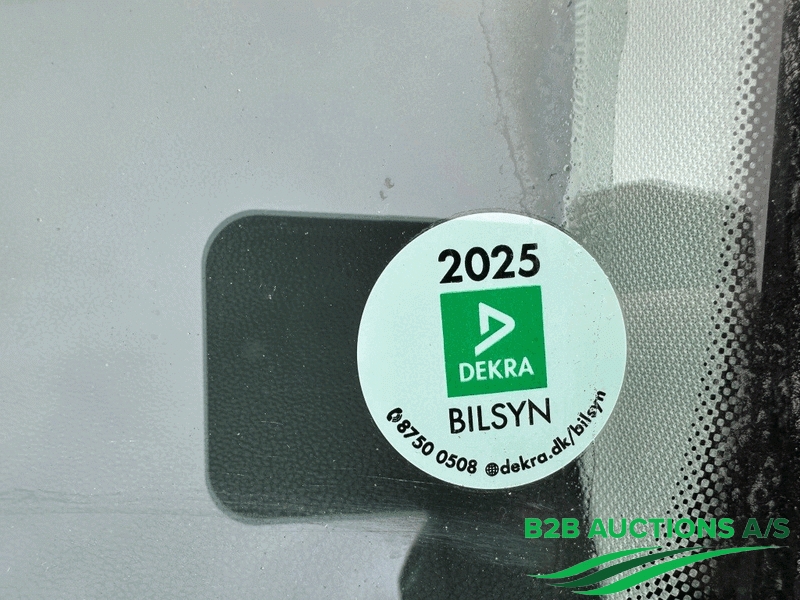 2025
DEKRA
BILSYN
8750 0508 dekra.dk/bilsyn
B2B AUCTIONS A/S